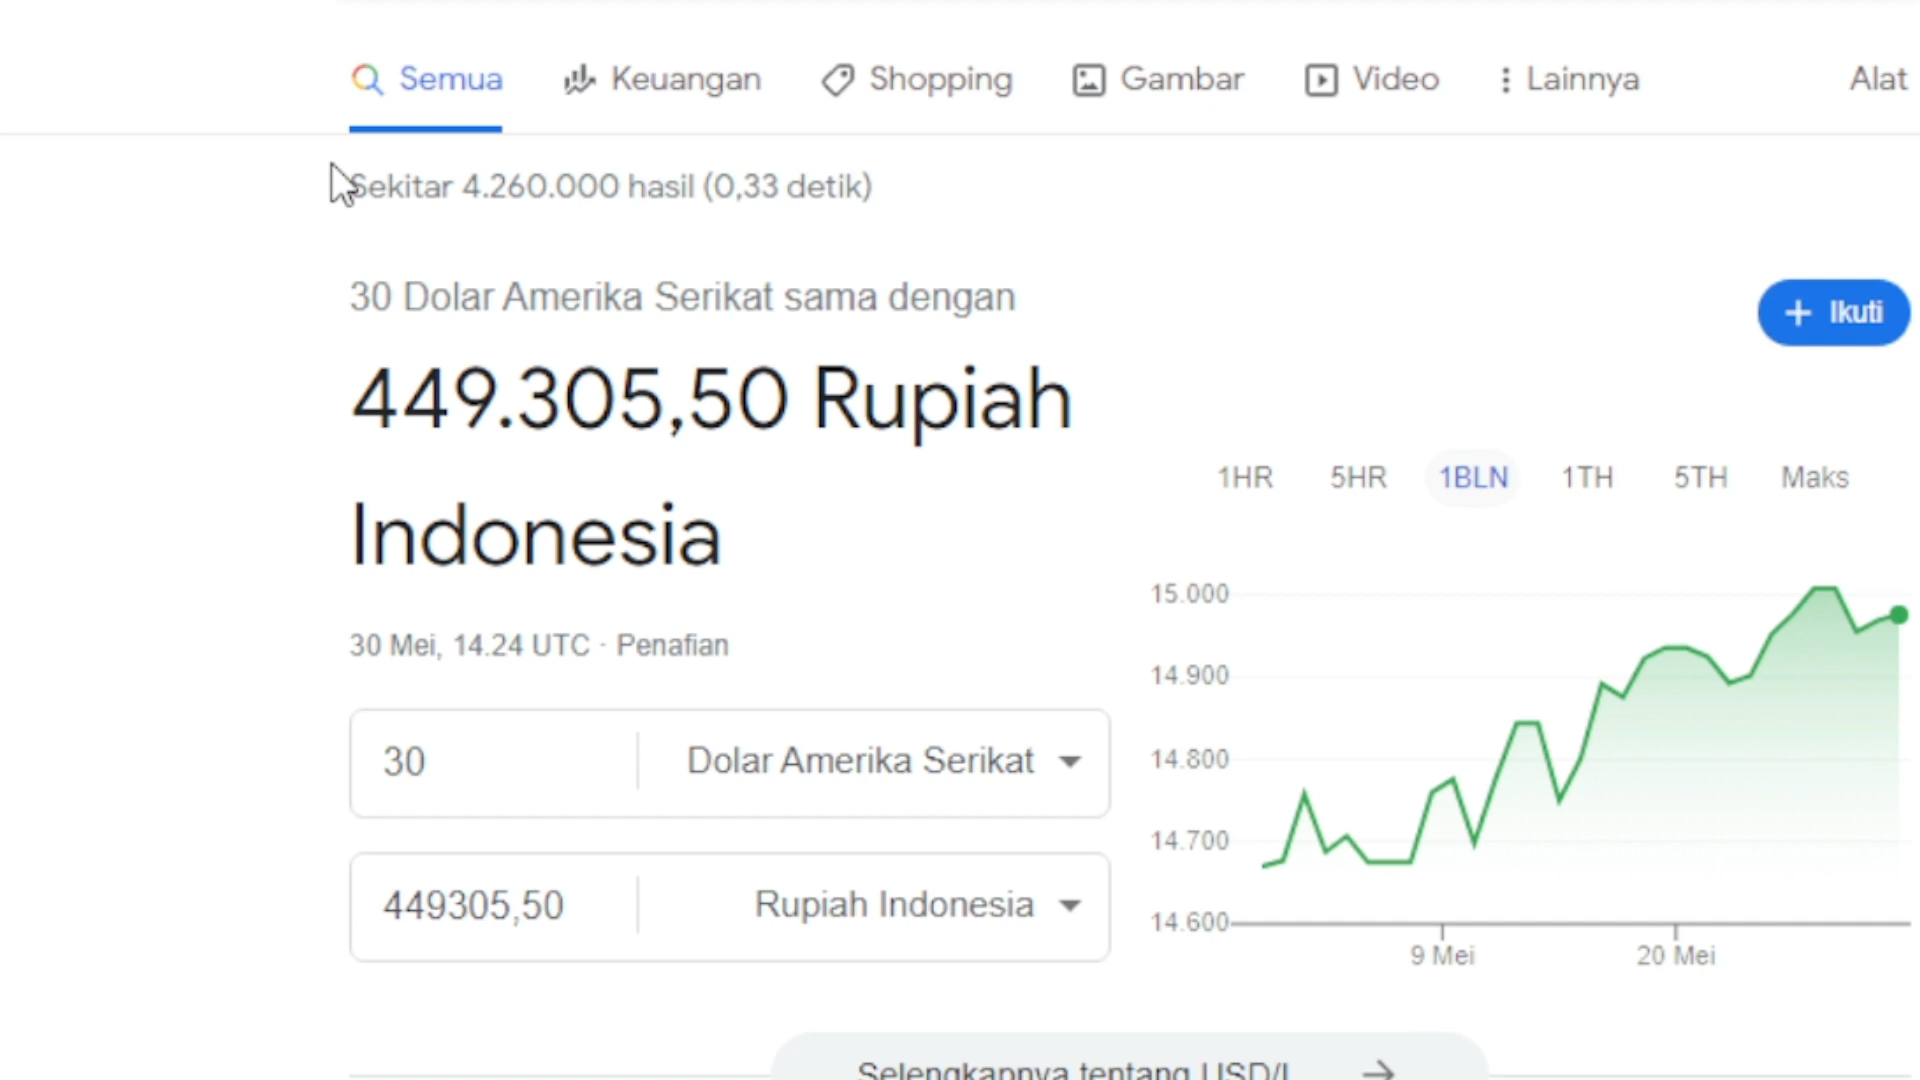 Semua Keuangan Shopping Gambar Video Lainnya Alat
Sekitar 4.260.000 hasil (0,33 detik)
30 Dolar Amerika Serikat sama dengan
+ Ikuti
449.305,50 Rupiah
Indonesia
30 Mei, 14.24 UTC · Penafian
30 Dolar Amerika Serikat
449305,50 Rupiah Indonesia
1HR 5HR 1BLN 1TH 5TH Maks
15.000
14.900
14.800
14.700
14.600
9 Mei 20 Mei
Selengkapnya tentang USD/I